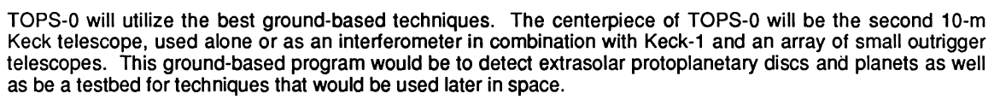 TOPS-0 will utilize the best ground-based techniques. The centerpiece of TOPS-0 will be the second 10-m
Keck telescope, used alone or as an interferometer in combination with Keck-1 and an array of small outrigger
telescopes. This ground-based program would be to detect extrasolar protoplanetary discs and planets as well
as be a testbed for techniques that would be used later in space.